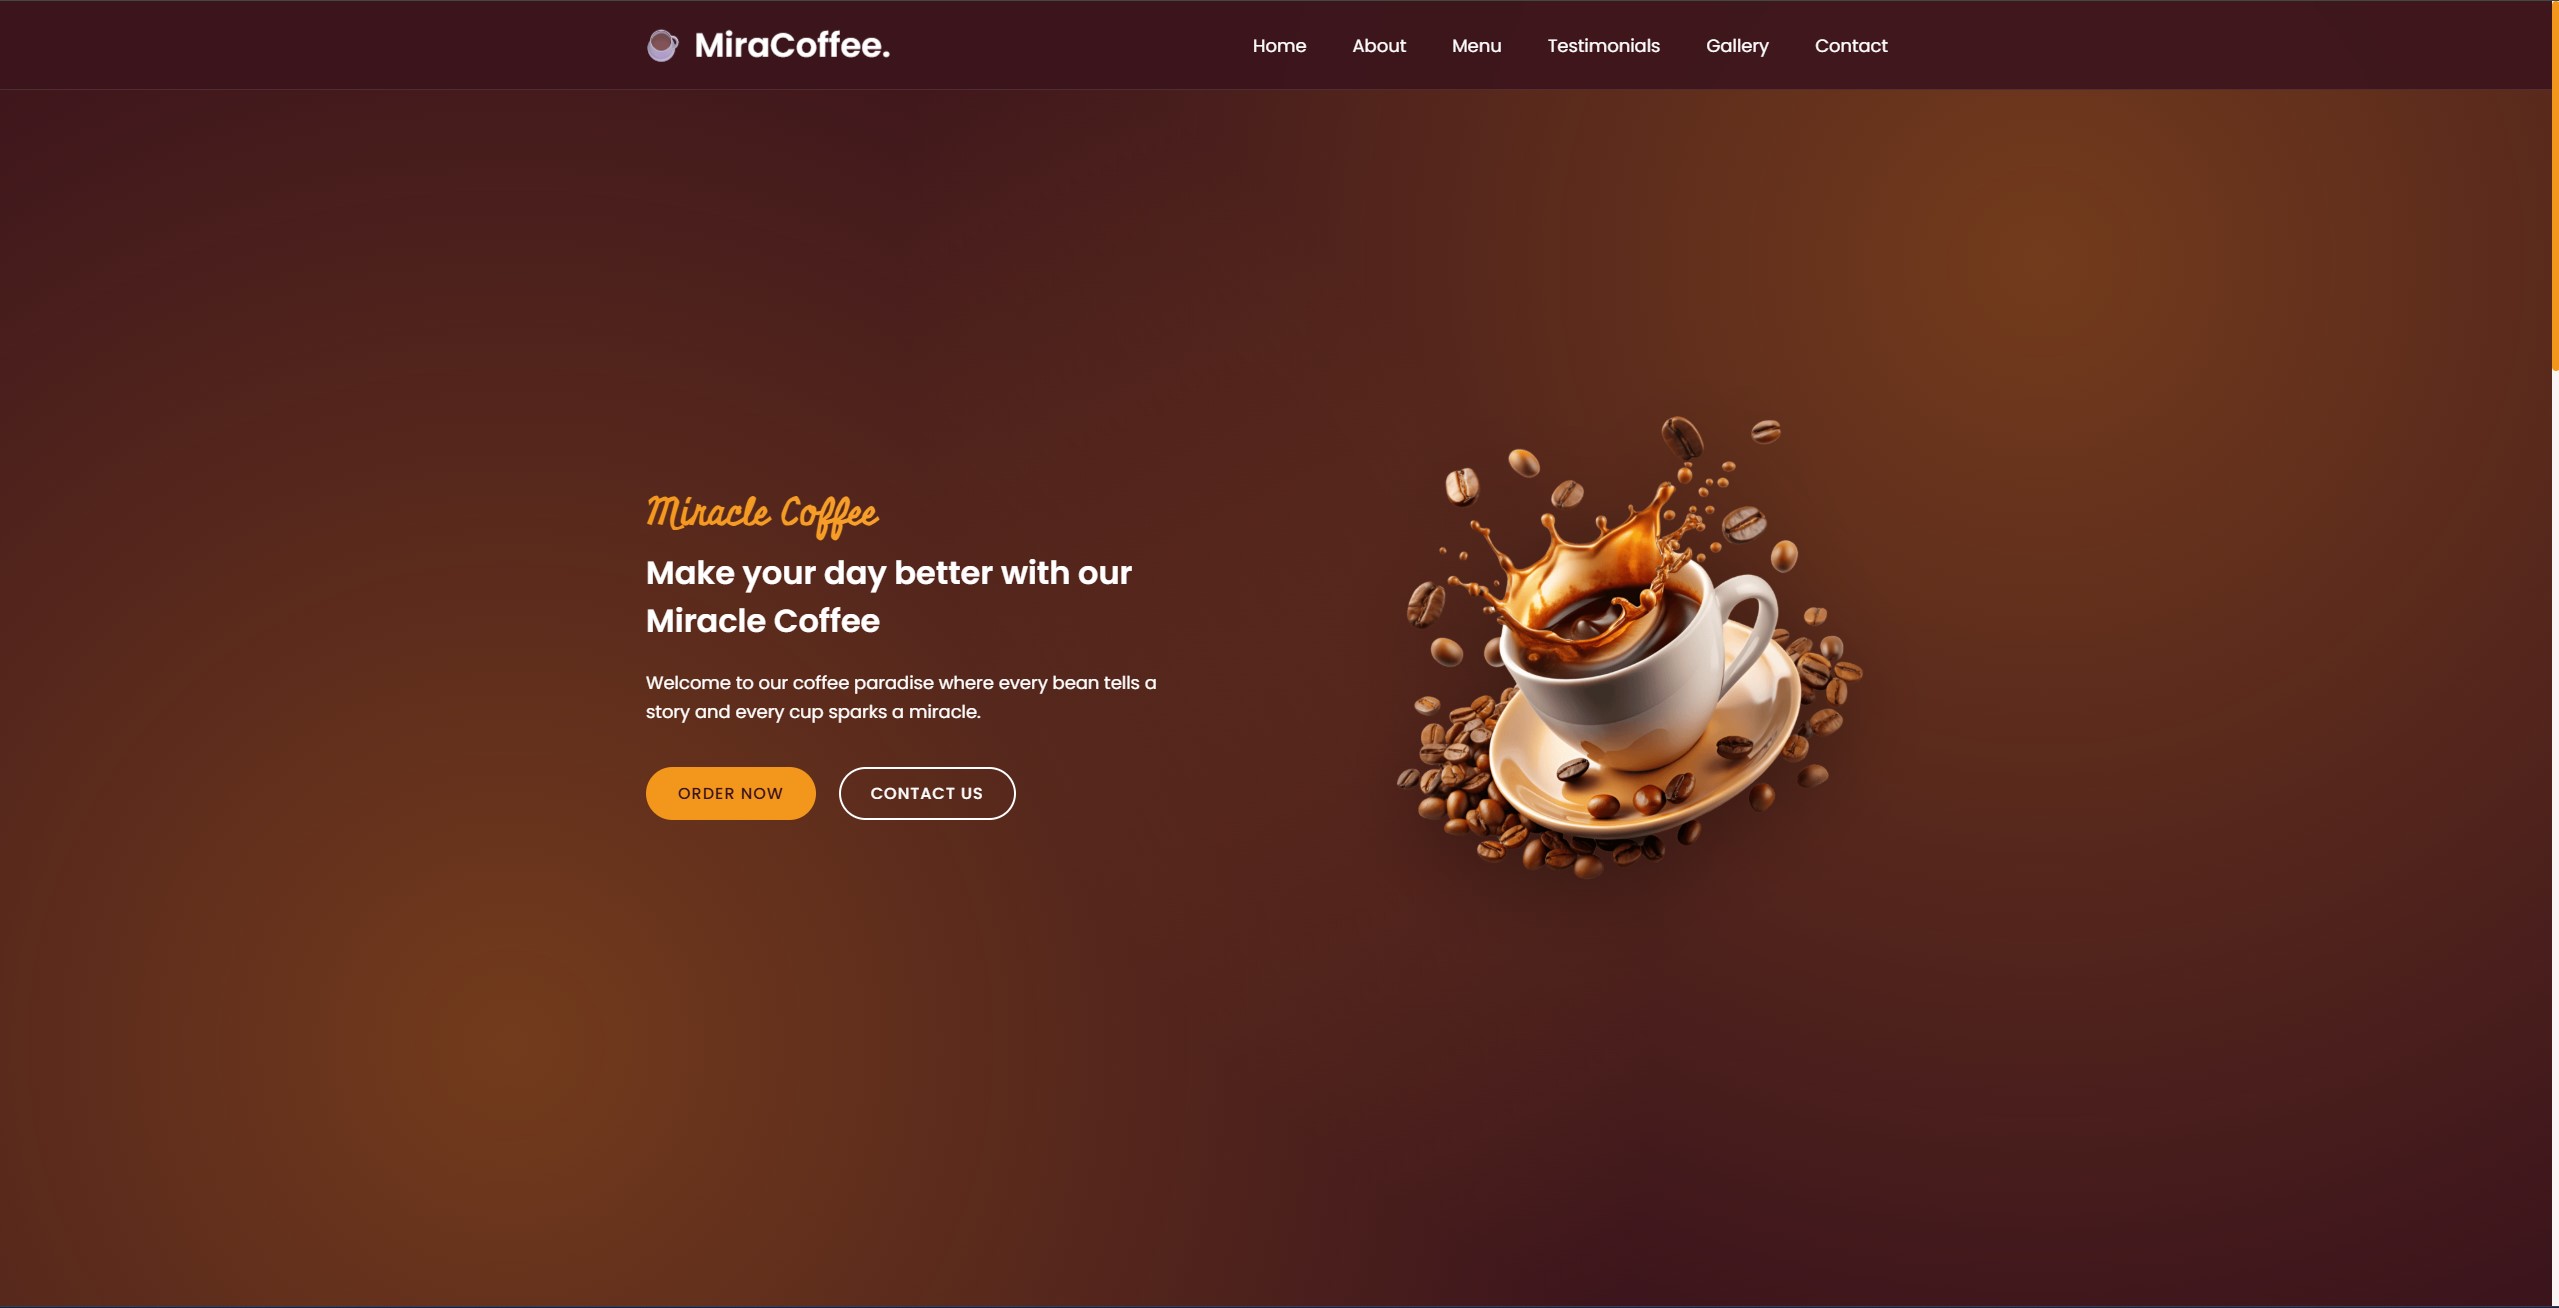 MiraCoffee.
Home About Menu Testimonials Gallery Contact
Miracle Coffee
Make your day better with our
Miracle Coffee
Welcome to our coffee paradise where every bean tells a
story and every cup sparks a miracle.
ORDER NOW CONTACT US